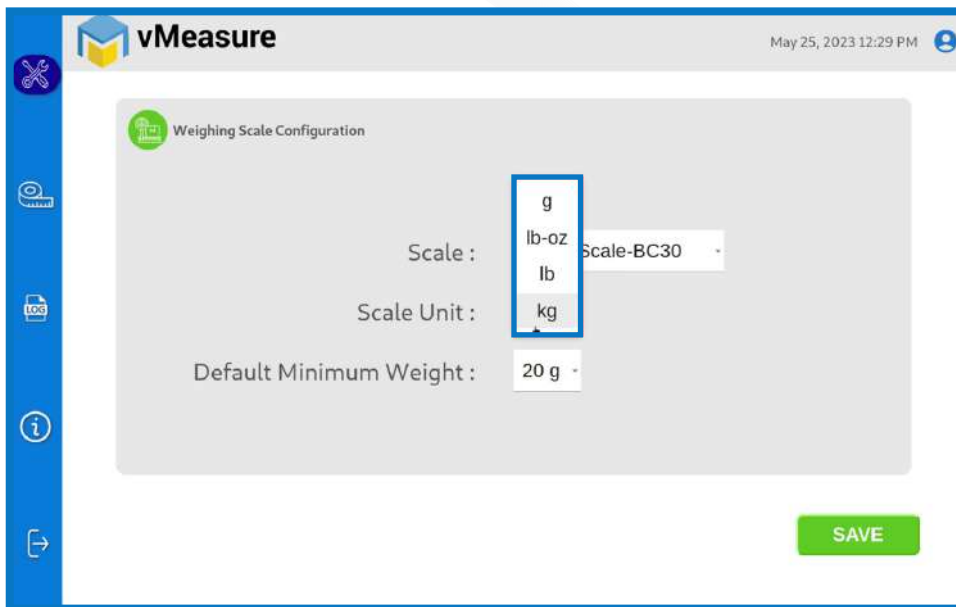 vMeasure
May 25, 2023 12:29 PM
Weighing Scale Configuration
g
lb-oz
Scale : Scale-BC30
lb
Scale Unit : kg
Default Minimum Weight : 20 g
LOG
SAVE